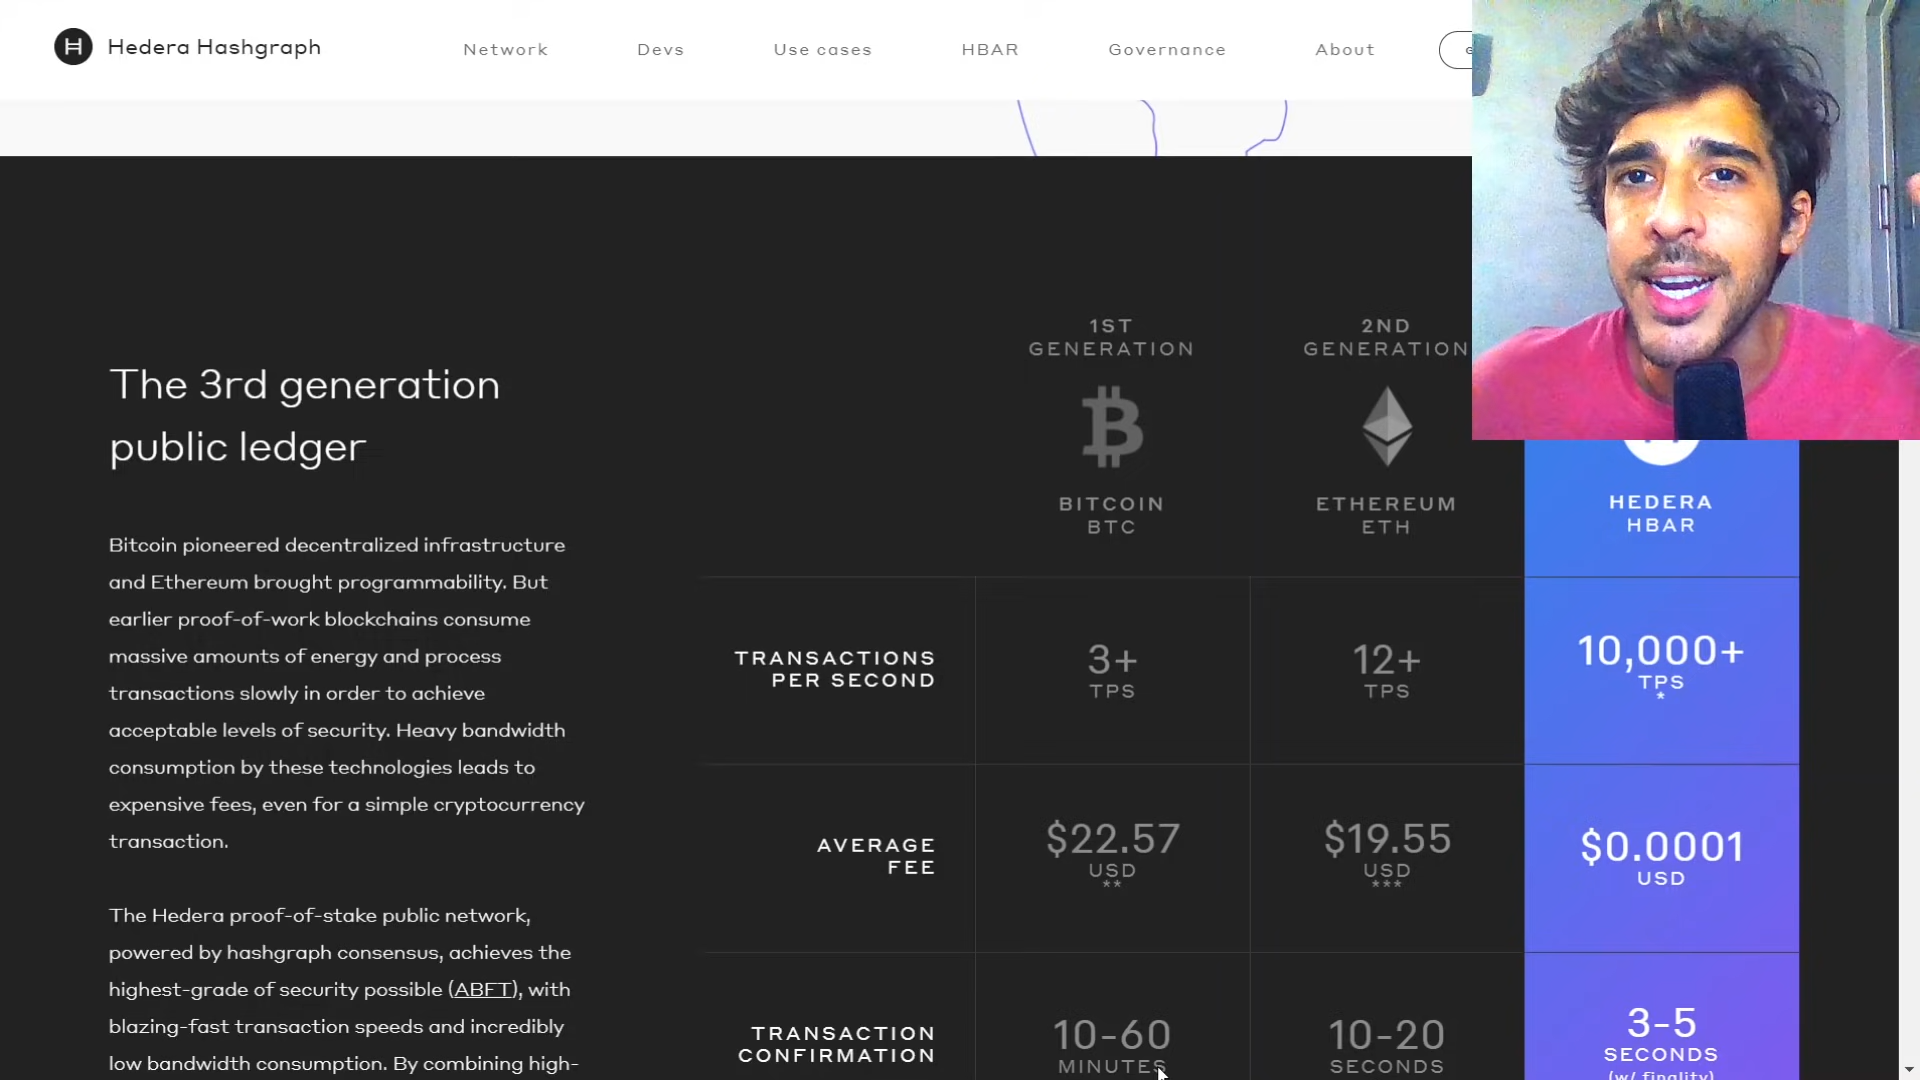 Hedera Hashgraph
Network
Devs
Use cases
HBAR
Governance
About
The 3rd generation
public ledger
Bitcoin pioneered decentralized infrastructure
and Ethereum brought programmability. But
earlier proof-of-work blockchains consume
massive amounts of energy and process
transactions slowly in order to achieve
acceptable levels of security. Heavy bandwidth
consumption by these technologies leads to
expensive fees, even for a simple cryptocurrency
transaction.
The Hedera proof-of-stake public network,
powered by hashgraph consensus, achieves the
highest-grade of security possible (ABFT), with
blazing-fast transaction speeds and incredibly
low bandwidth consumption. By combining high-
1ST
GENERATION
BITCOIN
BTC
2ND
GENERATION
ETHEREUM
ETH
HEDERA
HBAR
TRANSACTIONS
PER SECOND
3+
TPS
12+
TPS
10,000+
TPS
*
AVERAGE
FEE
$22.57
USD
**
$19.55
USD
***
$0.0001
USD
TRANSACTION
CONFIRMATION
10-60
MINUTES
10-20
SECONDS
3-5
SECONDS
(w/ finality)